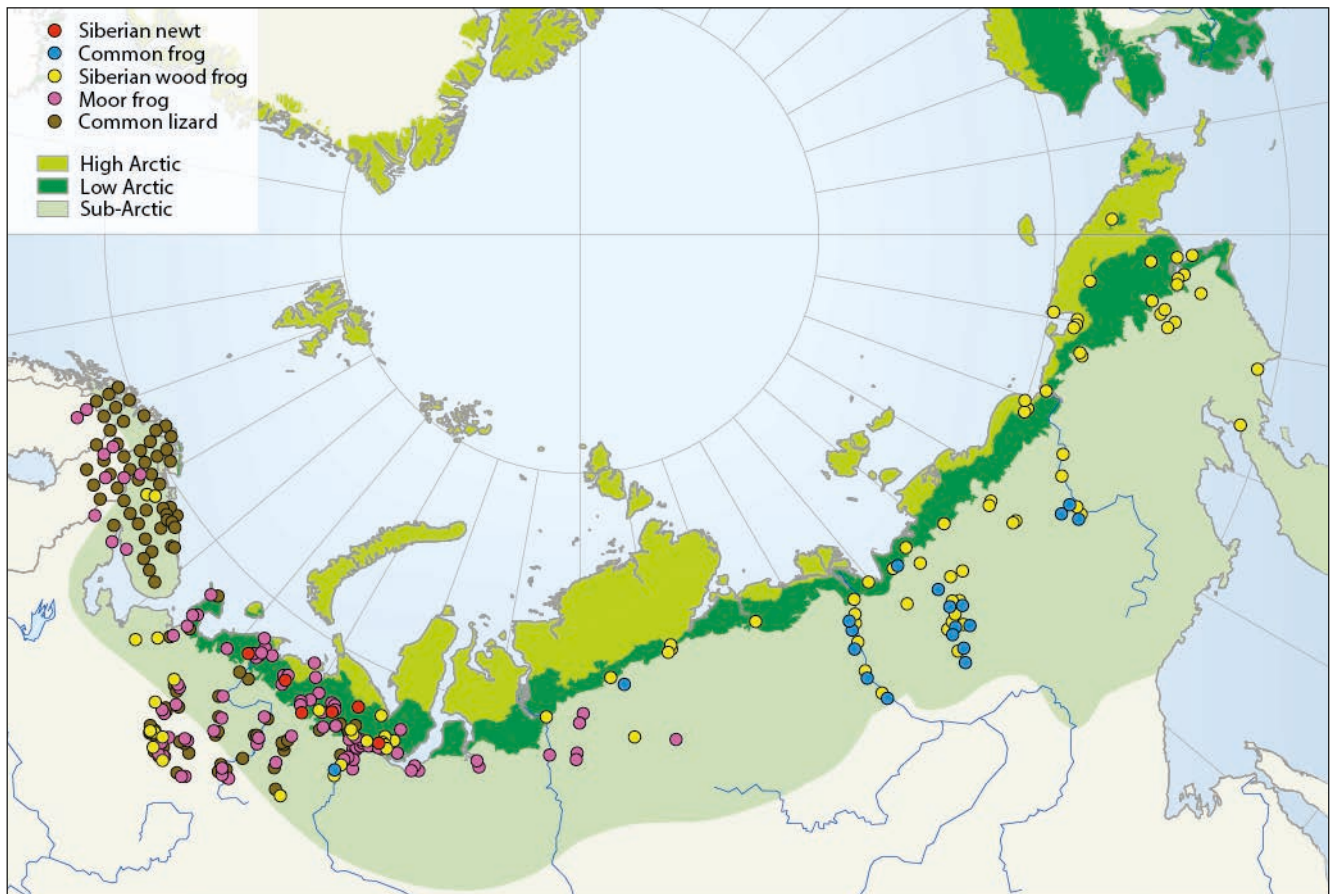 Siberian newt
Common frog
Siberian wood frog
Moor frog
Common lizard
High Arctic
Low Arctic
Sub-Arctic